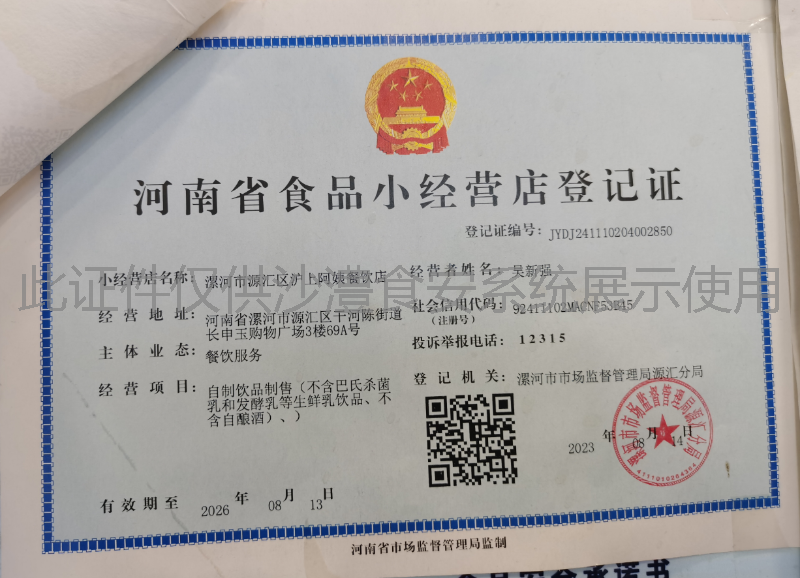 河南省食品小经营店登记证
登记证编号: JYDJ241110204002850
小经营店名称: 漯河市源汇区沪上阿姨餐饮店
经营者姓名: 吴新强
此证件仅供沙澧食安系统展示使用
经营地址: 河南省漯河市源汇区干河陈街道
长申玉购物广场3楼69A号
社会信用代码:
(注册号)
主体业态: 餐饮服务
投诉举报电话: 12315
经营项目: 自制饮品制售(不含巴氏杀菌
乳和发酵乳等生鲜乳饮品、不
含自酿酒)、)
登记机关: 漯河市市场监督管理局源汇分局
2023 年 08 月 14 日
4111010204304
有效期至 2026 年 08 月 13 日
河南省市场监督管理局监制